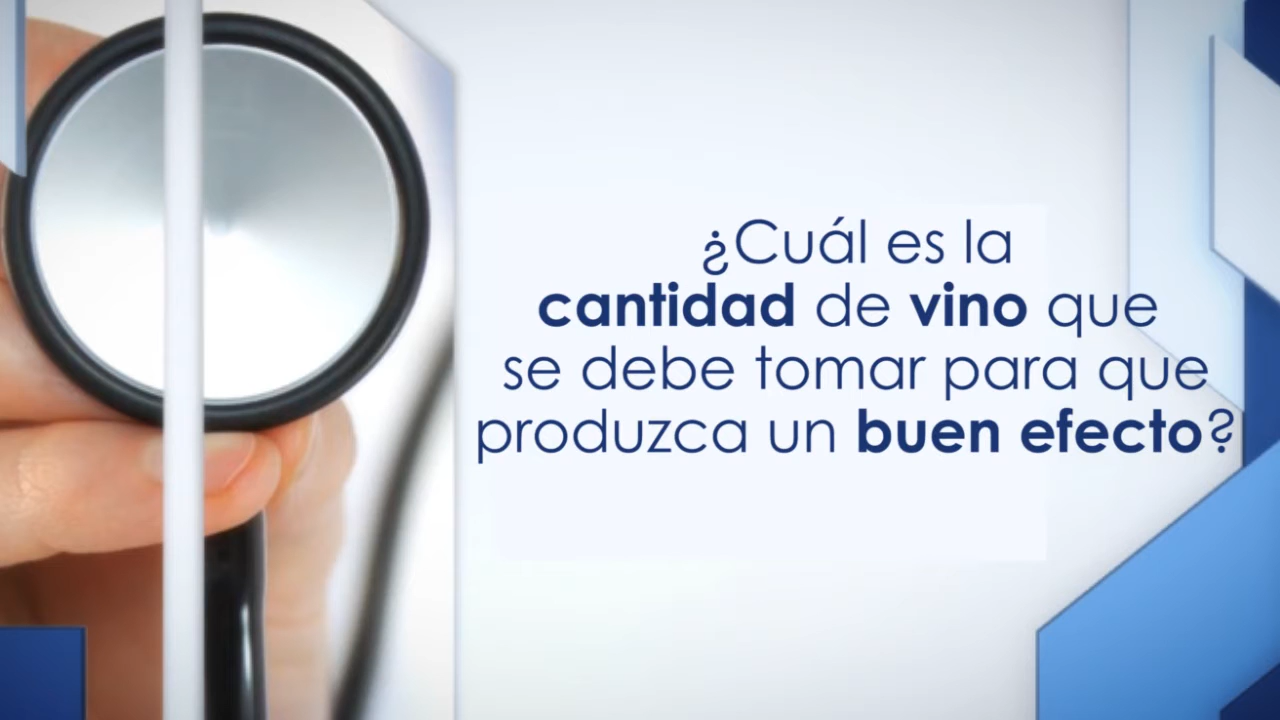 ¿Cuál es la
cantidad de vino que
se debe tomar para que
produzca un buen efecto?